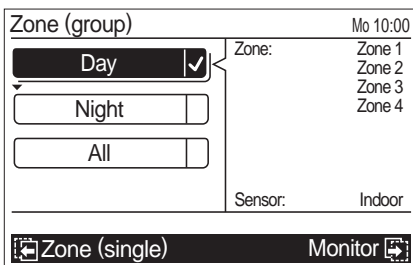 Zone (group) Mo 10:00
Day
Night
All
Zone: Zone 1
Zone 2
Zone 3
Zone 4
Sensor: Indoor
Zone (single) Monitor